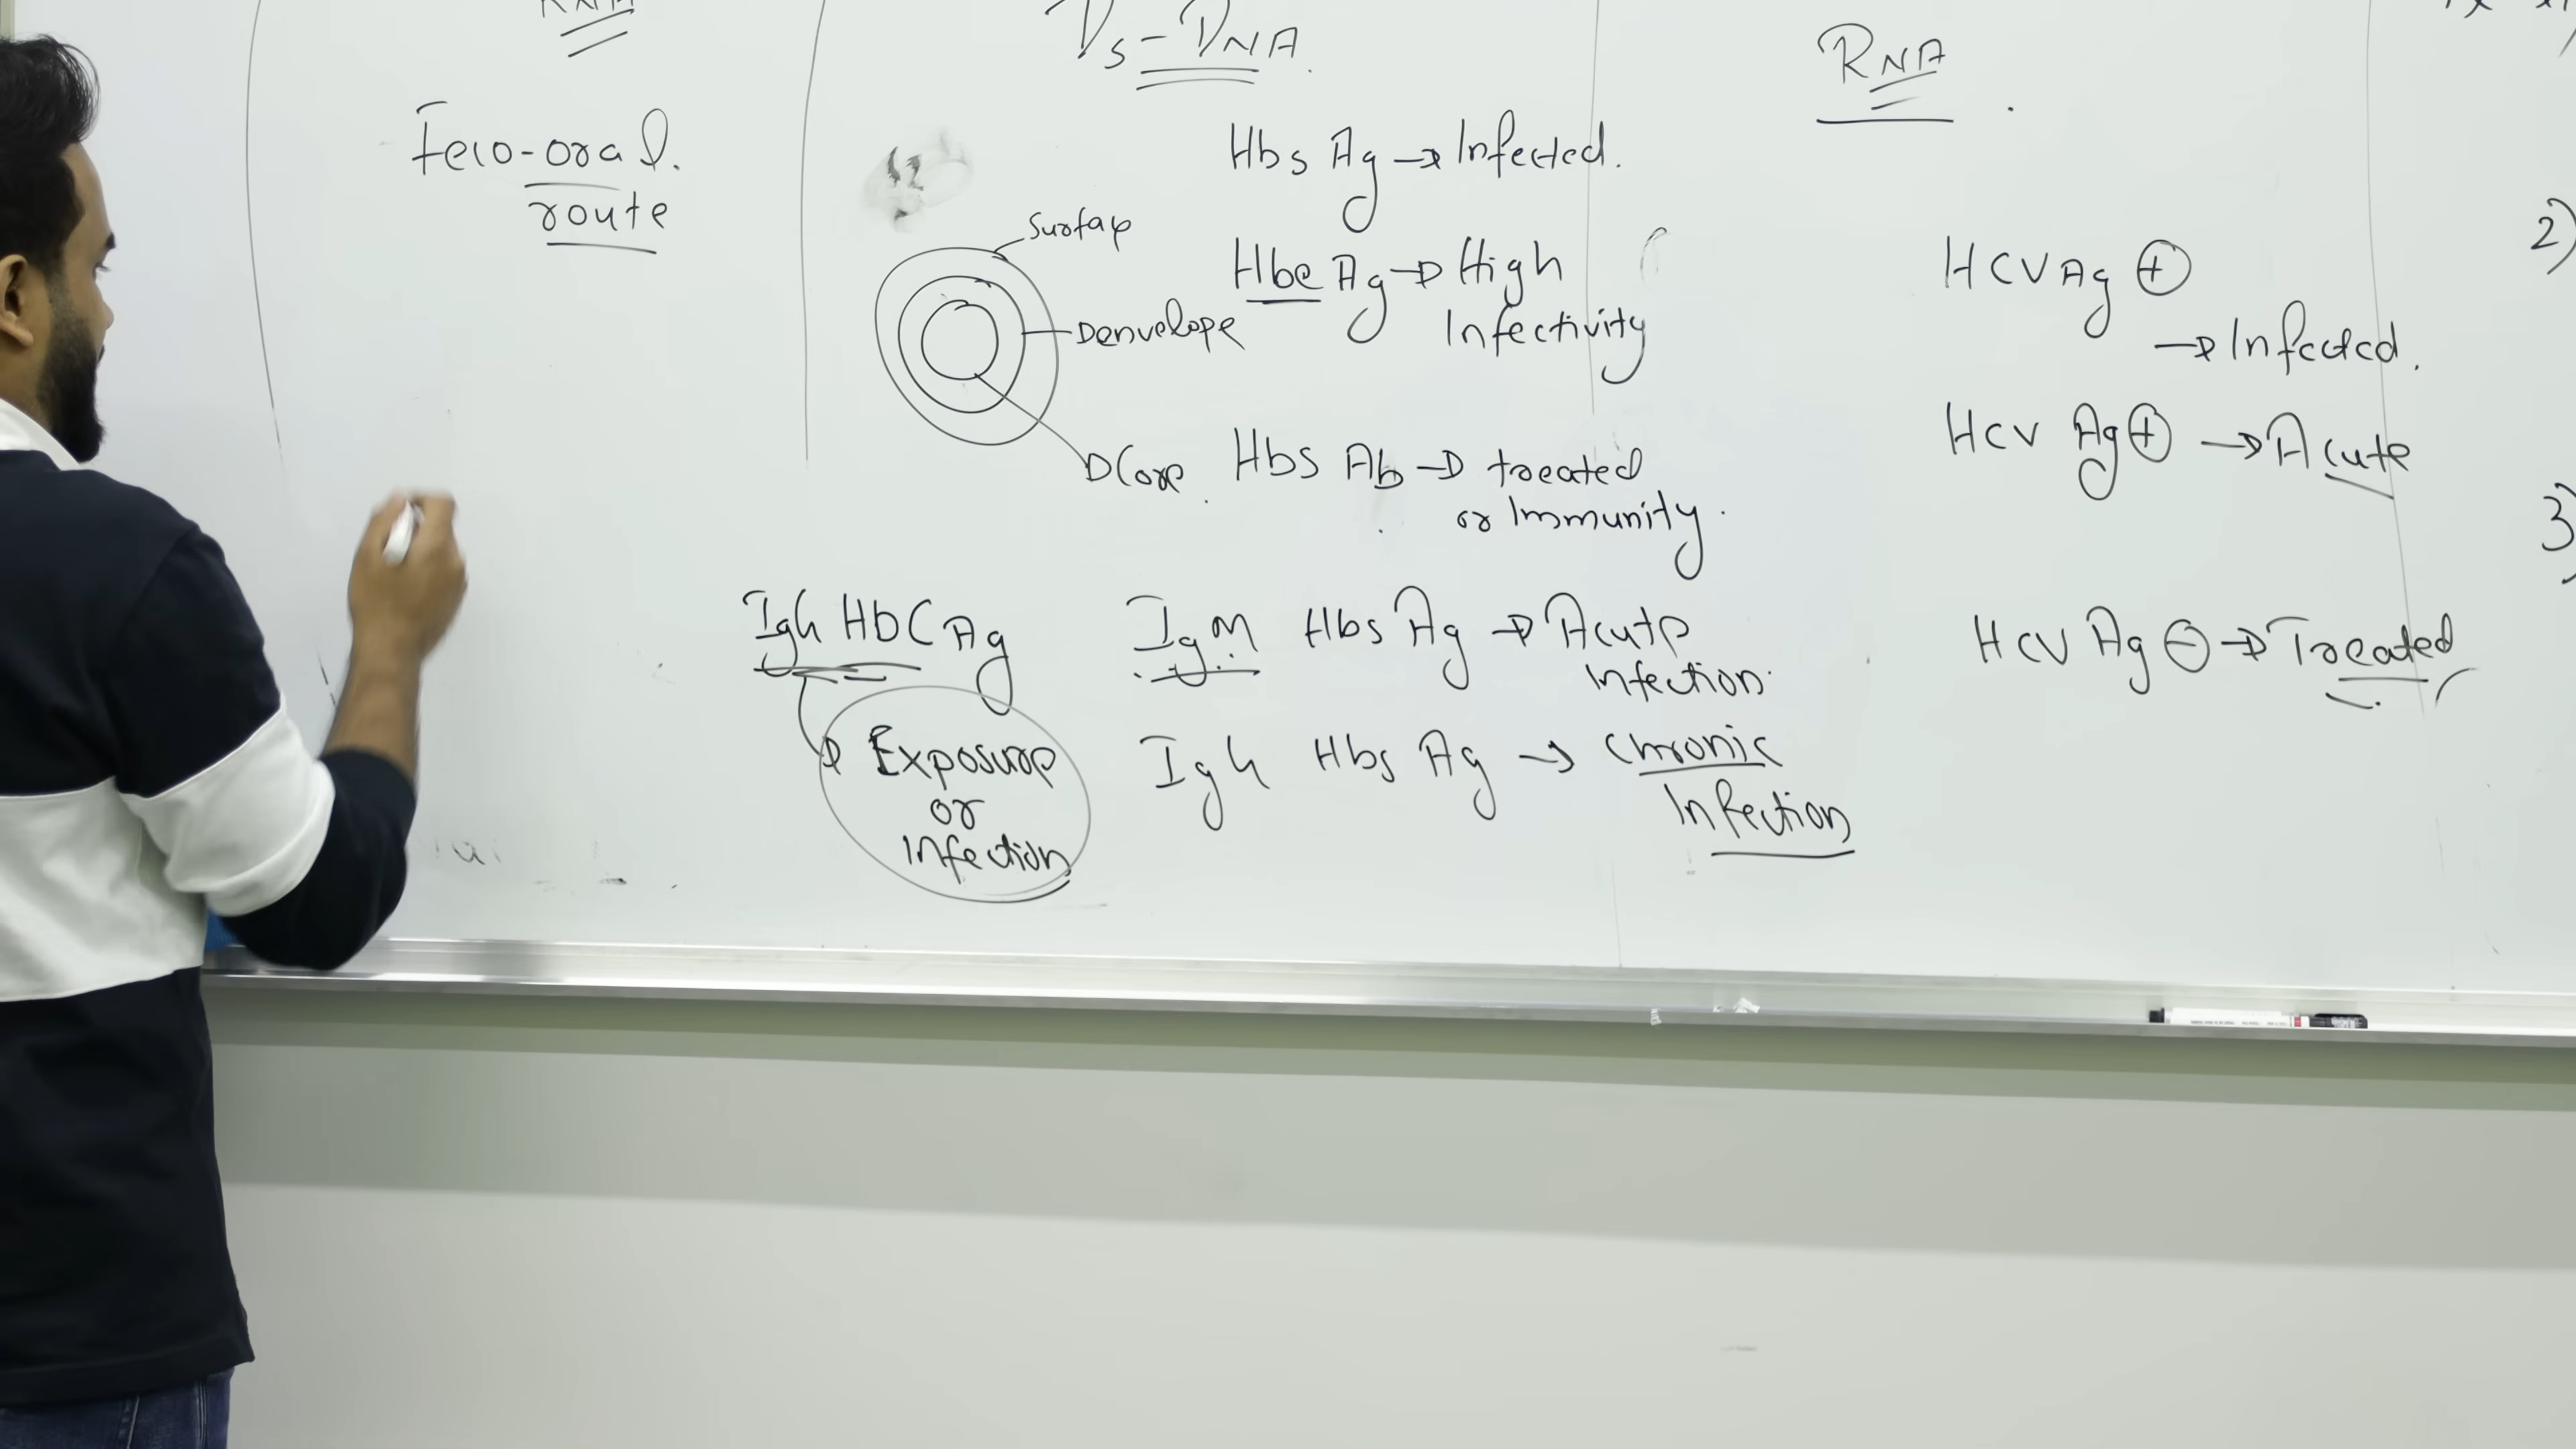 RNA
Feco-oral.
route
Ds-DNA.
Surface
envelope
Core.
Hbs Ag → Infected.
Hbe Ag → High
Infectivity
Hbs Ab → treated
or Immunity.
IgG HbC Ag
Exposure
or
Infection
IgM Hbs Ag → Acute
Infection.
IgG Hbs Ag → chronic
Infection
RNA
HCV Ag ⊕
→ Infected.
HCV Ag ⊕ → Acute
HCV Ag ⊖ → Treated
2)
3)